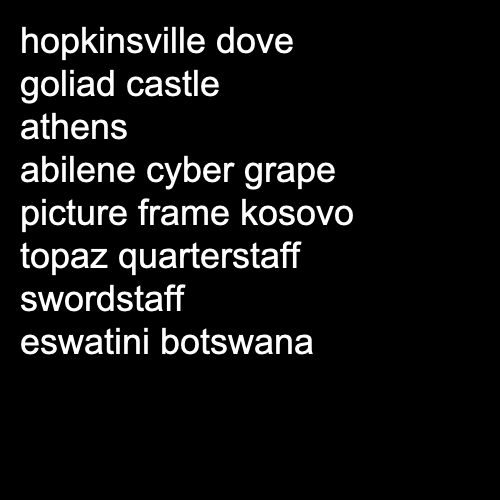 hopkinsville dove
goliad castle
athens
abilene cyber grape
picture frame kosovo
topaz quarterstaff
swordstaff
eswatini botswana